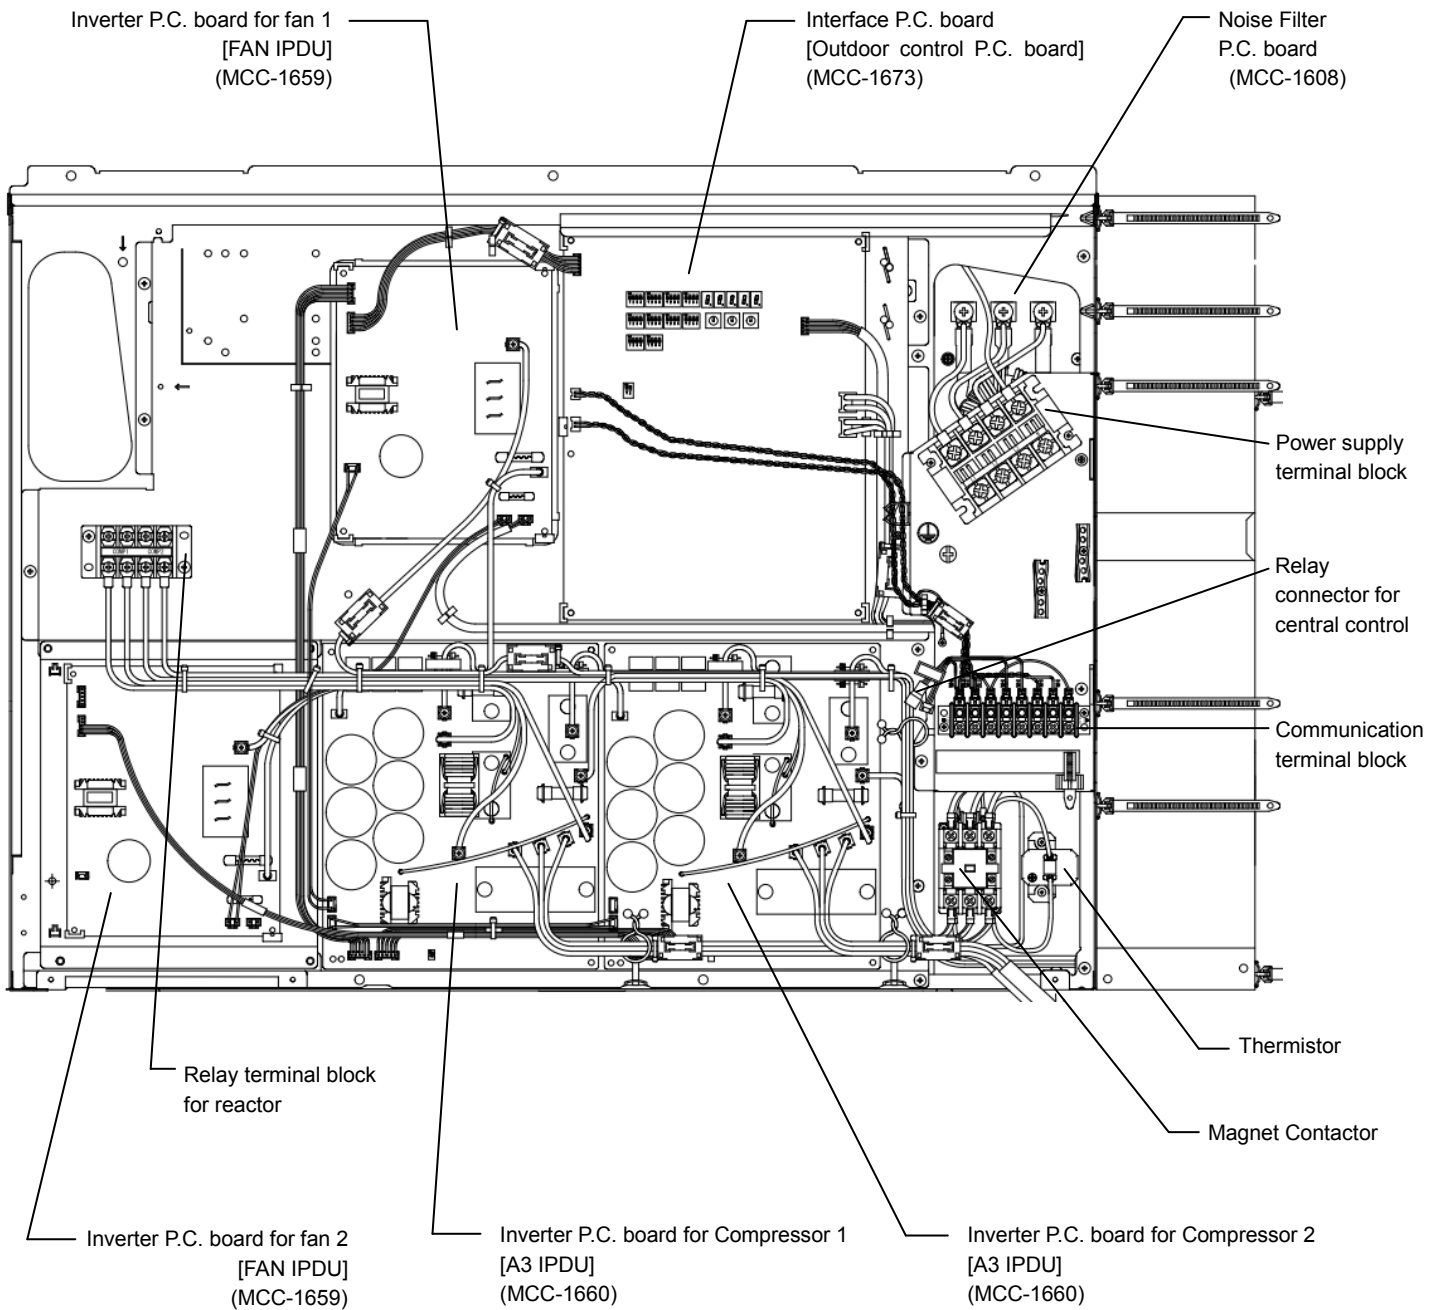 Inverter P.C. board for fan 1
[FAN IPDU]
(MCC-1659)
Interface P.C. board
[Outdoor control P.C. board]
(MCC-1673)
Noise Filter
P.C. board
(MCC-1608)
Power supply
terminal block
COMP1 COMP2
Relay
connector for
central control
Communication
terminal block
Thermistor
Relay terminal block
for reactor
Magnet Contactor
Inverter P.C. board for fan 2
[FAN IPDU]
(MCC-1659)
Inverter P.C. board for Compressor 1
[A3 IPDU]
(MCC-1660)
Inverter P.C. board for Compressor 2
[A3 IPDU]
(MCC-1660)